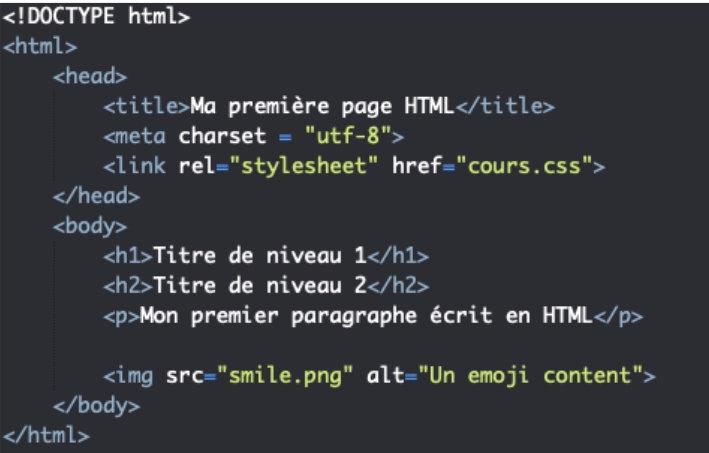 <!DOCTYPE html>
<html>
    <head>
        <title>Ma première page HTML</title>
        <meta charset = "utf-8">
        <link rel="stylesheet" href="cours.css">
    </head>
    <body>
        <h1>Titre de niveau 1</h1>
        <h2>Titre de niveau 2</h2>
        <p>Mon premier paragraphe écrit en HTML</p>

        <img src="smile.png" alt="Un emoji content">
    </body>
</html>